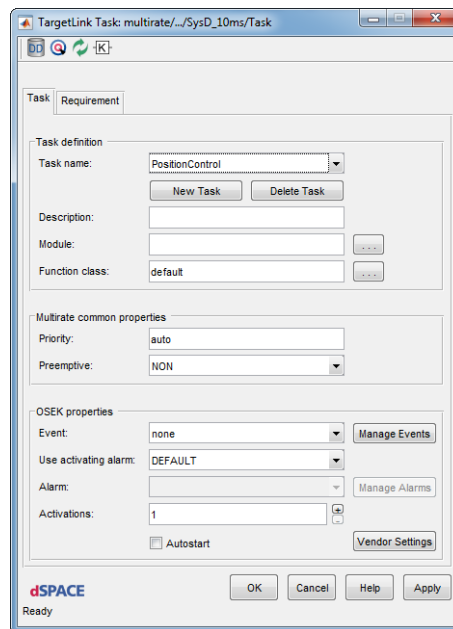 TargetLink Task: multirate/.../SysD_10ms/Task
DD K
Task Requirement
Task definition
Task name: PositionControl
New Task Delete Task
Description:
Module: ...
Function class: default ...
Multirate common properties
Priority: auto
Preemptive: NON
OSEK properties
Event: none Manage Events
Use activating alarm: DEFAULT
Alarm: Manage Alarms
Activations: 1
Autostart Vendor Settings
dSPACE OK Cancel Help Apply
Ready